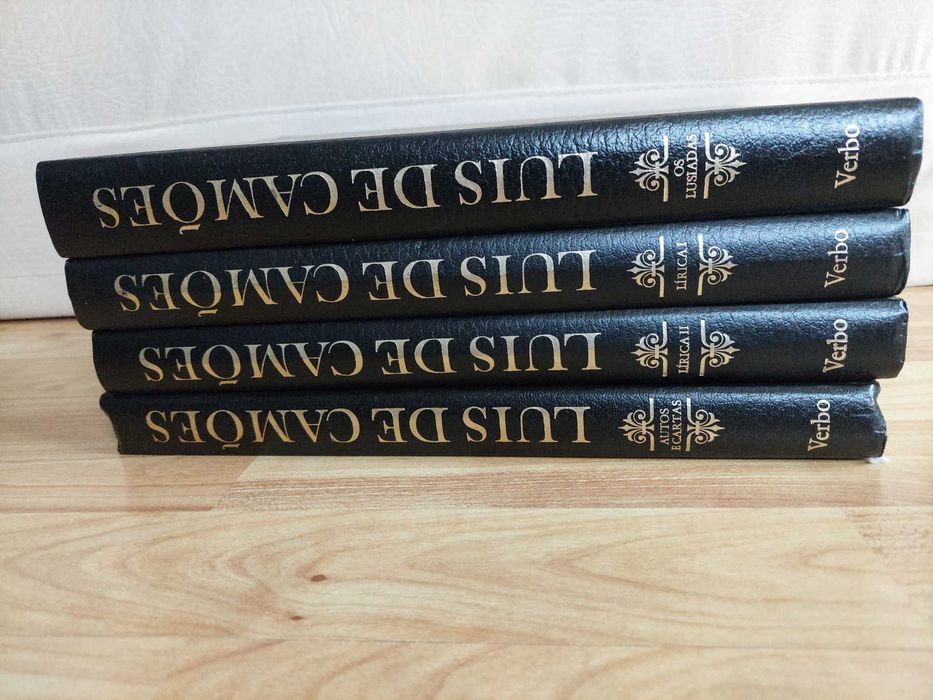 LUIS DE CAMÕES
OS
LUSIADAS
Verbo
LUIS DE CAMÕES
LÍRICA I
Verbo
LUIS DE CAMÕES
LÍRICA II
Verbo
LUIS DE CAMÕES
AUTOS
E CARTAS
Verbo